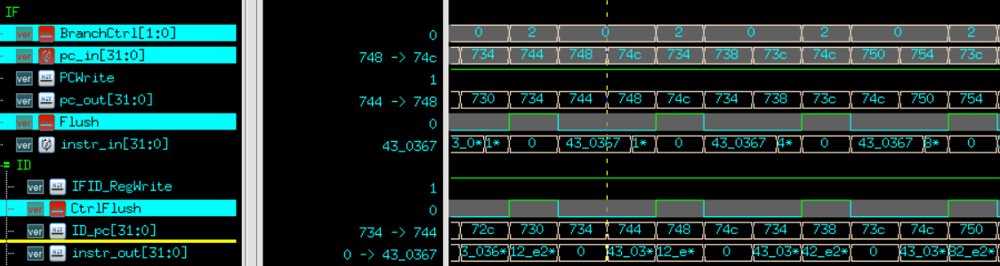 IF
ver BranchCtrl[1:0] 0 0 2 0 2 0 2 0 2
ver pc_in[31:0] 748 -> 74c 734 744 748 74c 734 738 73c 74c 750 754 73c
ver PCWrite 1
ver pc_out[31:0] 744 -> 748 730 734 744 748 74c 734 738 73c 74c 750 754
ver Flush 0
ver instr_in[31:0] 43_0367 3_0* 1* 0 43_0367 1* 0 43_0367 4* 0 43_0367 8* 0
ID
ver IFID_RegWrite 1
ver CtrlFlush 0
ver ID_pc[31:0] 734 -> 744 72c 730 734 744 748 74c 734 738 73c 74c 750
ver instr_out[31:0] 0 -> 43_0367 3_036* 12_e2* 0 43_03* 12_e* 0 43_03* 42_e2* 0 43_03* 82_e2*